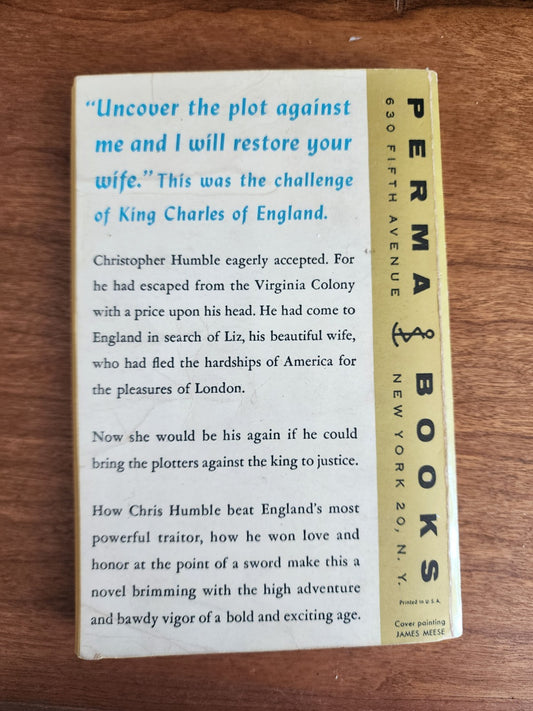 “Uncover the plot against
me and I will restore your
wife.” This was the challenge
of King Charles of England.
Christopher Humble eagerly accepted. For
he had escaped from the Virginia Colony
with a price upon his head. He had come to
England in search of Liz, his beautiful wife,
who had fled the hardships of America for
the pleasures of London.
Now she would be his again if he could
bring the plotters against the king to justice.
How Chris Humble beat England’s most
powerful traitor, how he won love and
honor at the point of a sword make this a
novel brimming with the high adventure
and bawdy vigor of a bold and exciting age.
PERMA BOOKS
630 FIFTH AVENUE NEW YORK 20, N. Y.
Printed in U.S.A.
Cover painting
JAMES MEESE